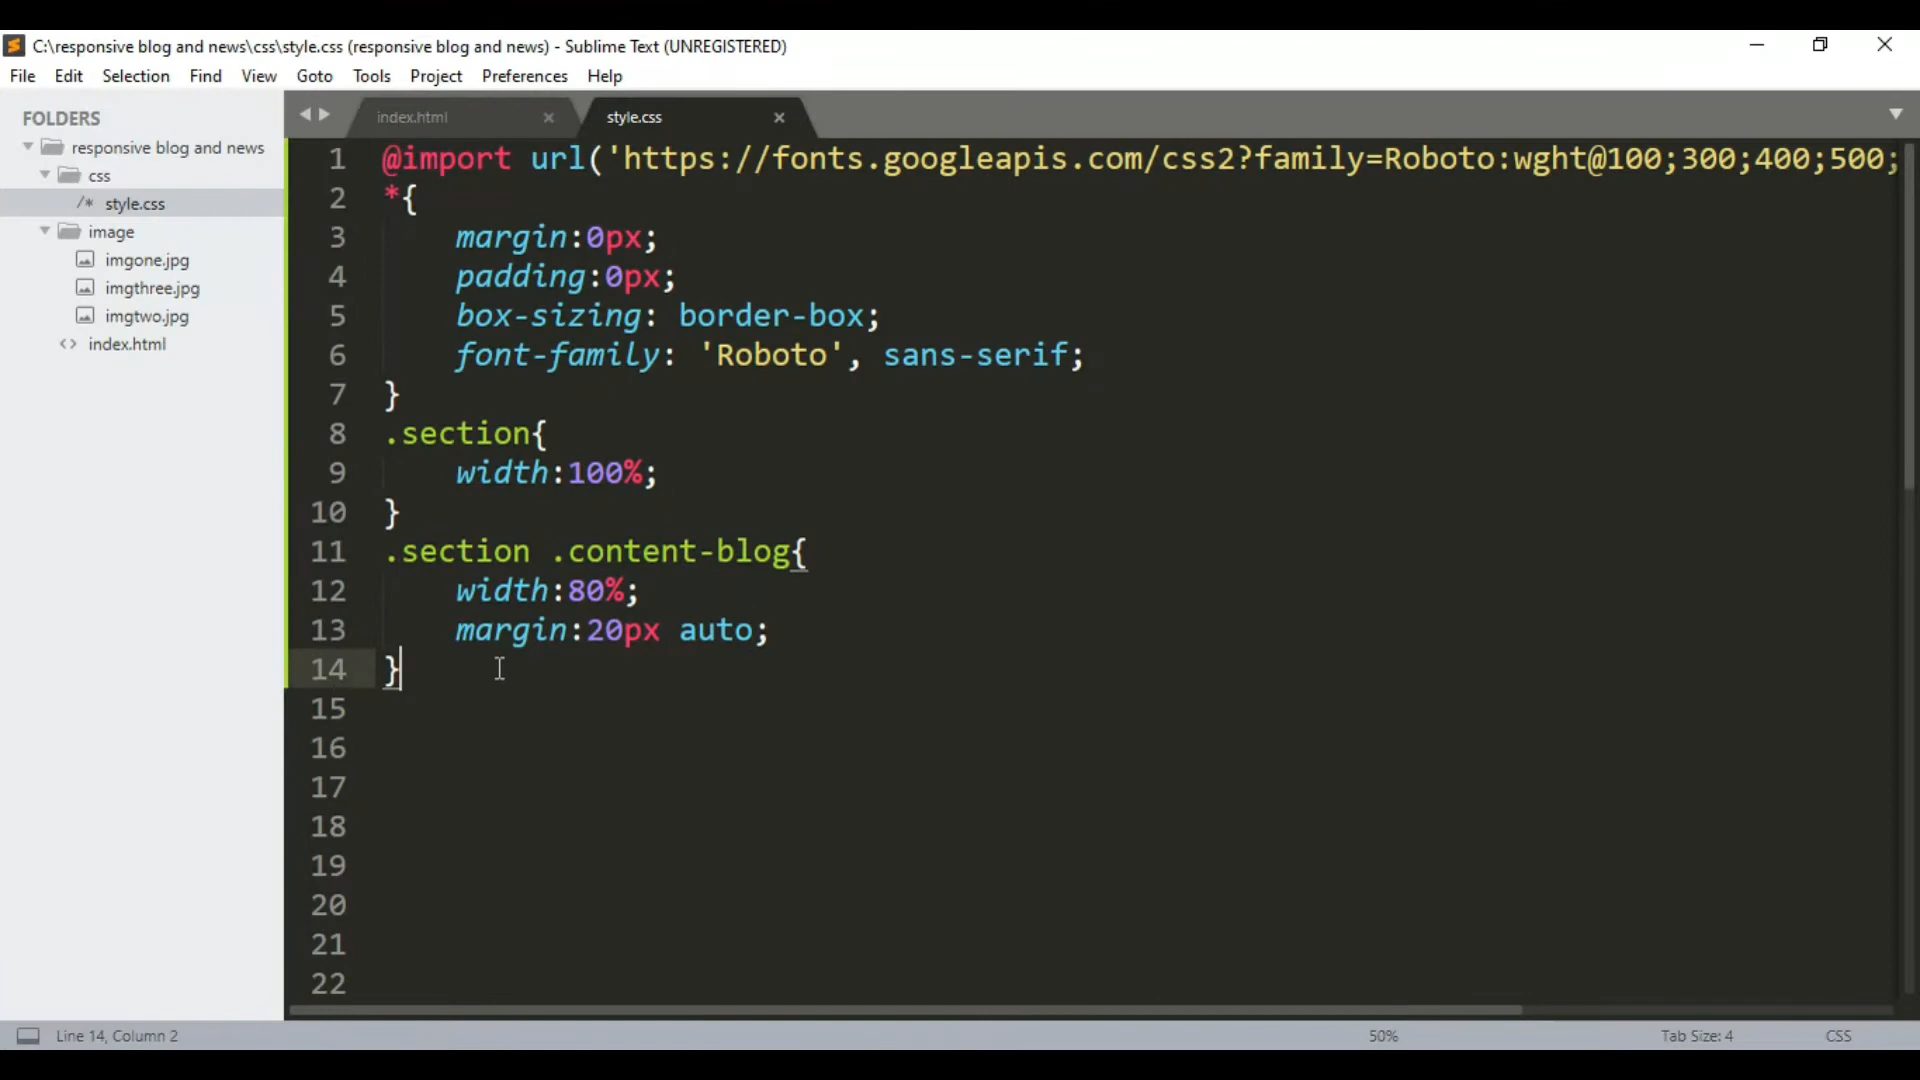 C:\responsive blog and news\css\style.css (responsive blog and news) - Sublime Text (UNREGISTERED)
File Edit Selection Find View Goto Tools Project Preferences Help
FOLDERS
responsive blog and news
css
/* style.css
image
imgone.jpg
imgthree.jpg
imgtwo.jpg
<> index.html
index.html × style.css ×
1 @import url('https://fonts.googleapis.com/css2?family=Roboto:wght@100;300;400;500;
2 *{
3 margin:0px;
4 padding:0px;
5 box-sizing: border-box;
6 font-family: 'Roboto', sans-serif;
7 }
8 .section{
9 width:100%;
10 }
11 .section .content-blog{
12 width:80%;
13 margin:20px auto;
14 }
15
16
17
18
19
20
21
22
Line 14, Column 2 50% Tab Size: 4 CSS